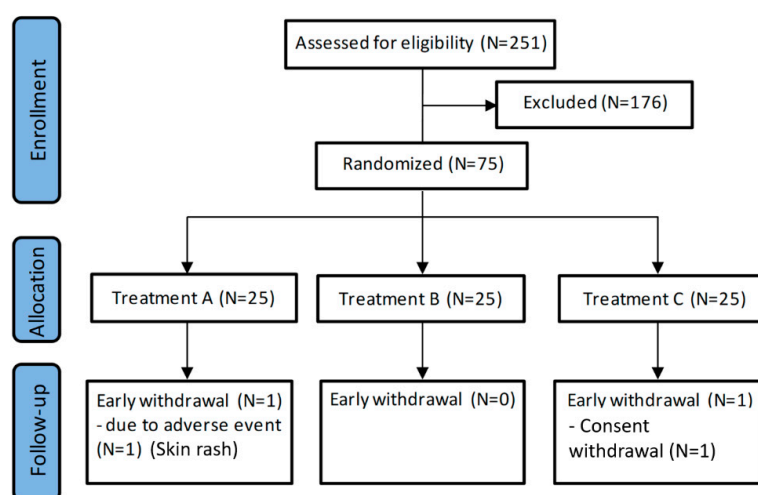 Enrollment
Assessed for eligibility (N=251)
Excluded (N=176)
Randomized (N=75)
Allocation
Treatment A (N=25)
Treatment B (N=25)
Treatment C (N=25)
Follow-up
Early withdrawal (N=1)
- due to adverse event
(N=1) (Skin rash)
Early withdrawal (N=0)
Early withdrawal (N=1)
- Consent
withdrawal (N=1)